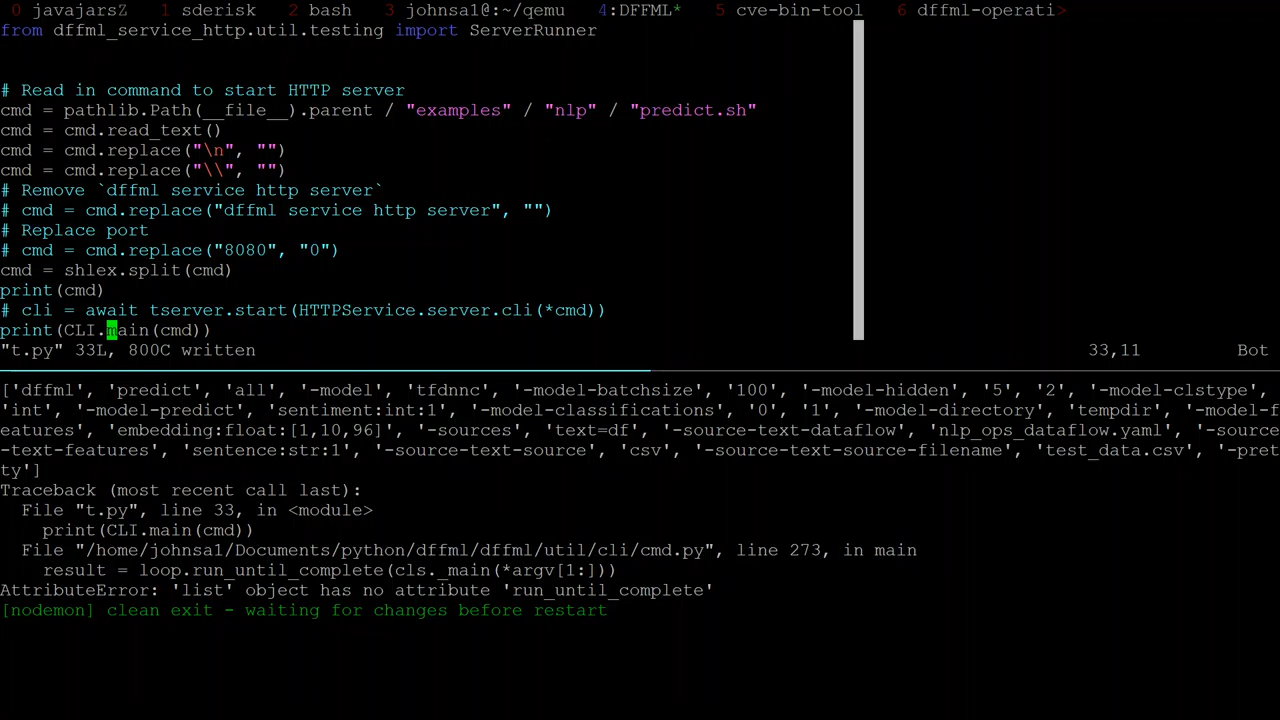 0 javajarsZ  1 sderisk  2 bash  3 johnsa1@:~/qemu  4:DFFML*  5 cve-bin-tool  6 dffml-operati>
from dffml_service_http.util.testing import ServerRunner
# Read in command to start HTTP server
cmd = pathlib.Path(__file__).parent / "examples" / "nlp" / "predict.sh"
cmd = cmd.read_text()
cmd = cmd.replace("\n", "")
cmd = cmd.replace("\\", "")
# Remove `dffml service http server`
# cmd = cmd.replace("dffml service http server", "")
# Replace port
# cmd = cmd.replace("8080", "0")
cmd = shlex.split(cmd)
print(cmd)
# cli = await tserver.start(HTTPService.server.cli(*cmd))
print(CLI.main(cmd))
"t.py" 33L, 800C written 33,11 Bot
['dffml', 'predict', 'all', '-model', 'tfdnnc', '-model-batchsize', '100', '-model-hidden', '5', '2', '-model-clstype',
'int', '-model-predict', 'sentiment:int:1', '-model-classifications', '0', '1', '-model-directory', 'tempdir', '-model-f
eatures', 'embedding:float:[1,10,96]', '-sources', 'text=df', '-source-text-dataflow', 'nlp_ops_dataflow.yaml', '-source
-text-features', 'sentence:str:1', '-source-text-source', 'csv', '-source-text-source-filename', 'test_data.csv', '-pret
ty']
Traceback (most recent call last):
  File "t.py", line 33, in <module>
    print(CLI.main(cmd))
  File "/home/johnsa1/Documents/python/dffml/dffml/util/cli/cmd.py", line 273, in main
    result = loop.run_until_complete(cls._main(*argv[1:]))
AttributeError: 'list' object has no attribute 'run_until_complete'
[nodemon] clean exit - waiting for changes before restart